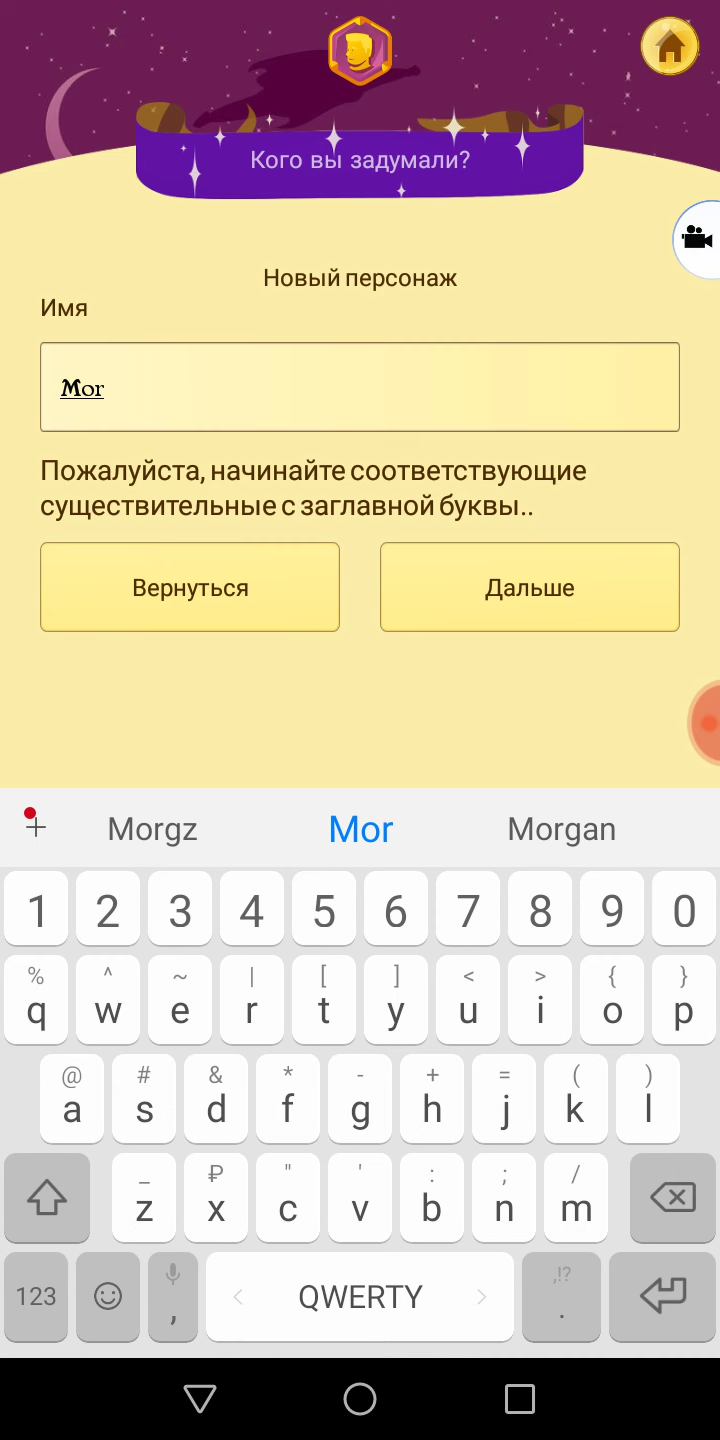 Кого вы задумали?
Новый персонаж
Имя
Mor
Пожалуйста, начинайте соответствующие
существительные с заглавной буквы..
Вернуться Дальше
Morgz Mor Morgan
1 2 3 4 5 6 7 8 9 0
% ^ ~ | [ ] < > { }
q w e r t y u i o p
@ # & * - + = ( )
a s d f g h j k l
_ ₽ " ' : ; /
z x c v b n m
,!?
123 , QWERTY .